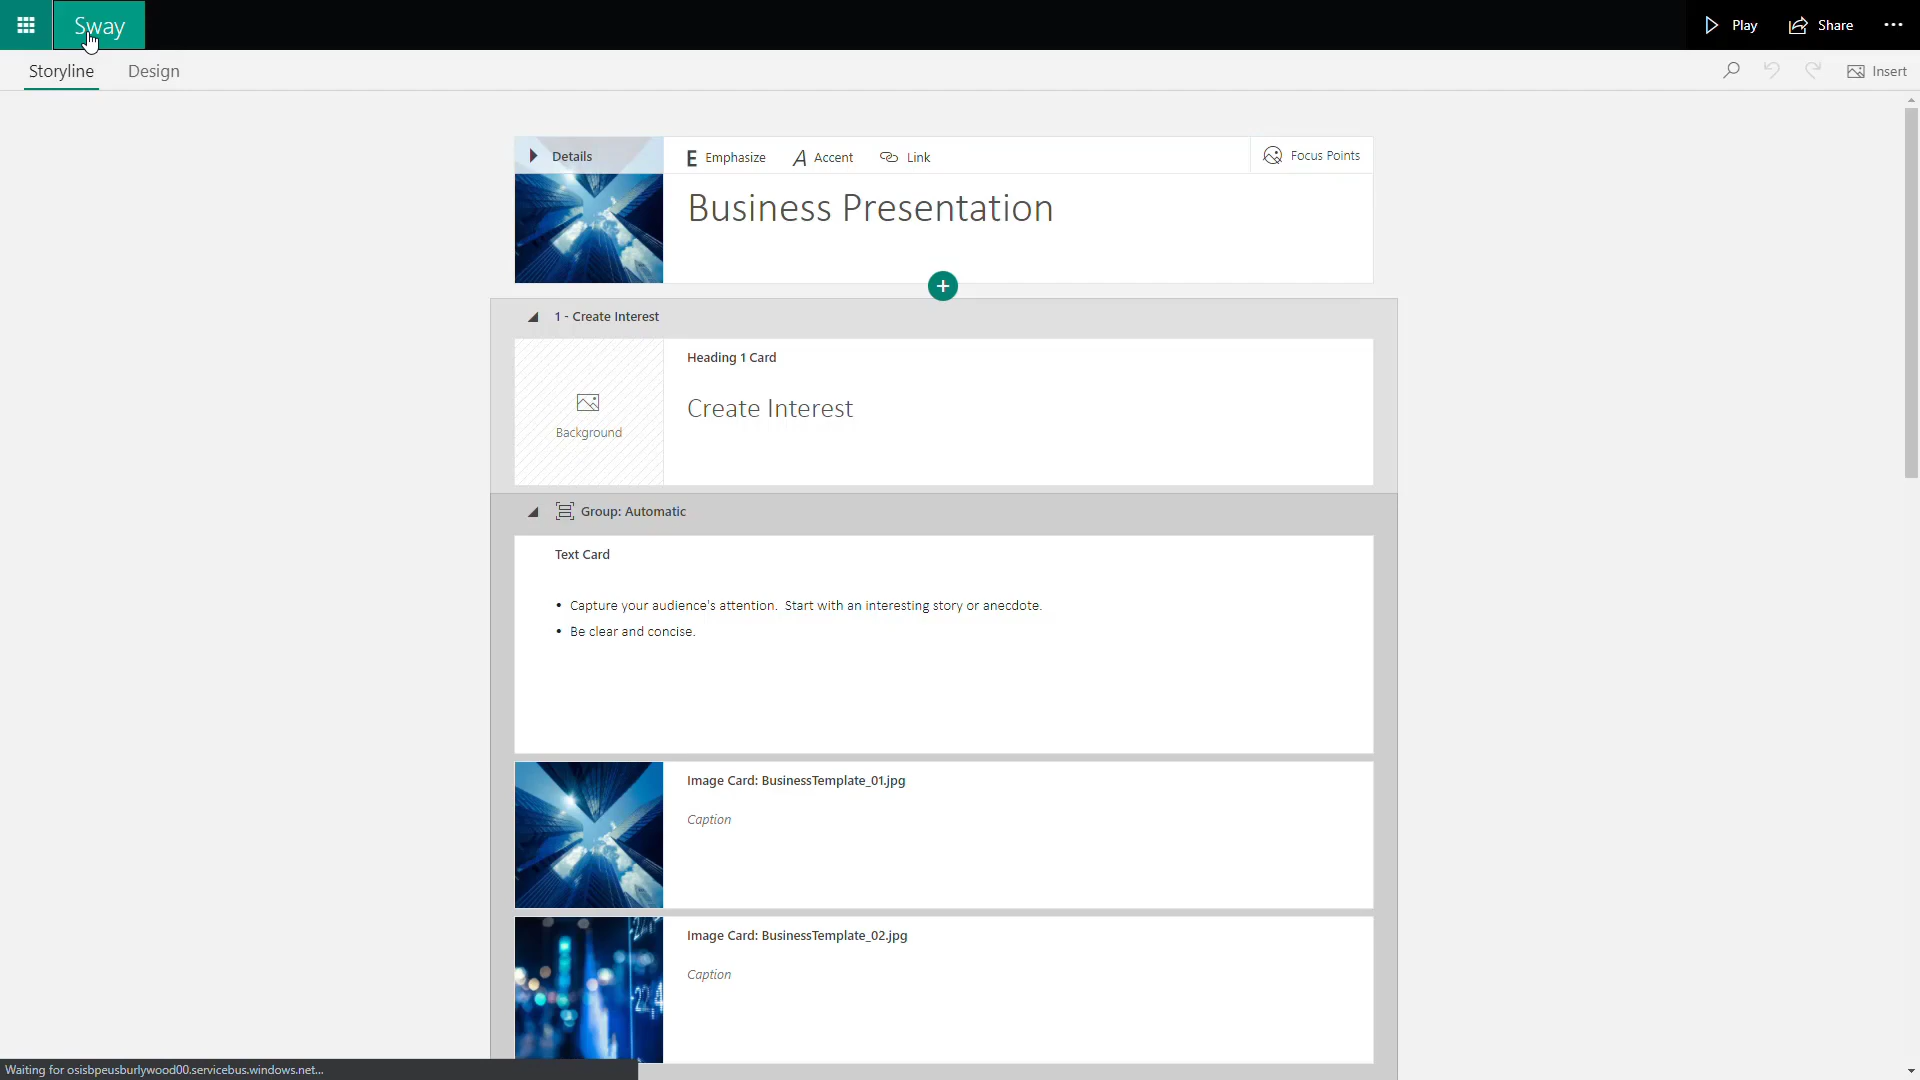 Sway
Play
Share
Storyline
Design
Insert
Details
Emphasize
Accent
Link
Focus Points
Business Presentation
1 - Create Interest
Heading 1 Card
Create Interest
Background
Group: Automatic
Text Card
• Capture your audience's attention. Start with an interesting story or anecdote.
• Be clear and concise.
Image Card: BusinessTemplate_01.jpg
Caption
Image Card: BusinessTemplate_02.jpg
Caption
Waiting for osisbpeusburlywood00.servicebus.windows.net...